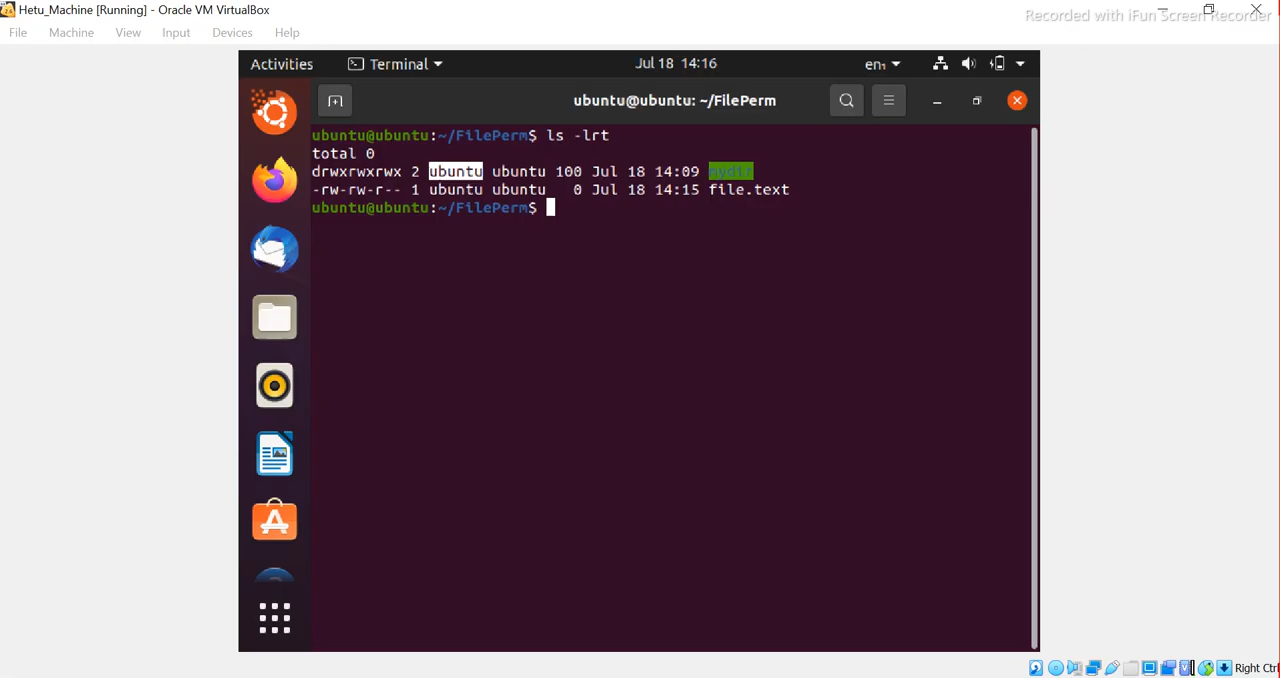 Hetu_Machine [Running] - Oracle VM VirtualBox
Recorded with iFun Screen Recorder
File Machine View Input Devices Help
Activities Terminal Jul 18 14:16 en₁
ubuntu@ubuntu: ~/FilePerm
ubuntu@ubuntu:~/FilePerm$ ls -lrt
total 0
drwxrwxrwx 2 ubuntu ubuntu 100 Jul 18 14:09 mydir
-rw-rw-r-- 1 ubuntu ubuntu 0 Jul 18 14:15 file.text
ubuntu@ubuntu:~/FilePerm$
Right Ctrl